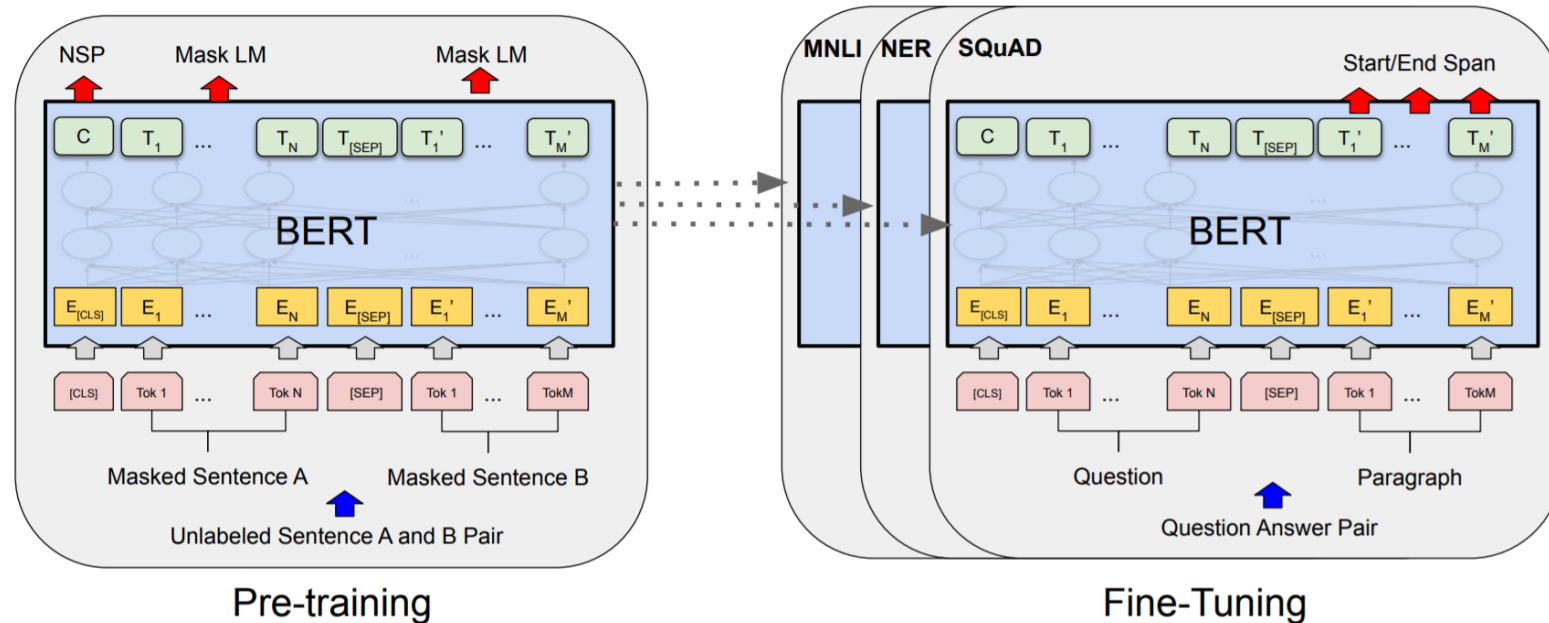 NSP Mask LM Mask LM
C T1 ... TN T[SEP] T1’ ... TM’
...
BERT
...
E[CLS] E1 ... EN E[SEP] E1’ ... EM’
[CLS] Tok 1 ... Tok N [SEP] Tok 1 ... TokM
Masked Sentence A Masked Sentence B
Unlabeled Sentence A and B Pair
Pre-training
MNLI NER SQuAD
Start/End Span
C T1 ... TN T[SEP] T1’ ... TM’
...
BERT
...
E[CLS] E1 ... EN E[SEP] E1’ ... EM’
[CLS] Tok 1 ... Tok N [SEP] Tok 1 ... TokM
Question Paragraph
Question Answer Pair
Fine-Tuning